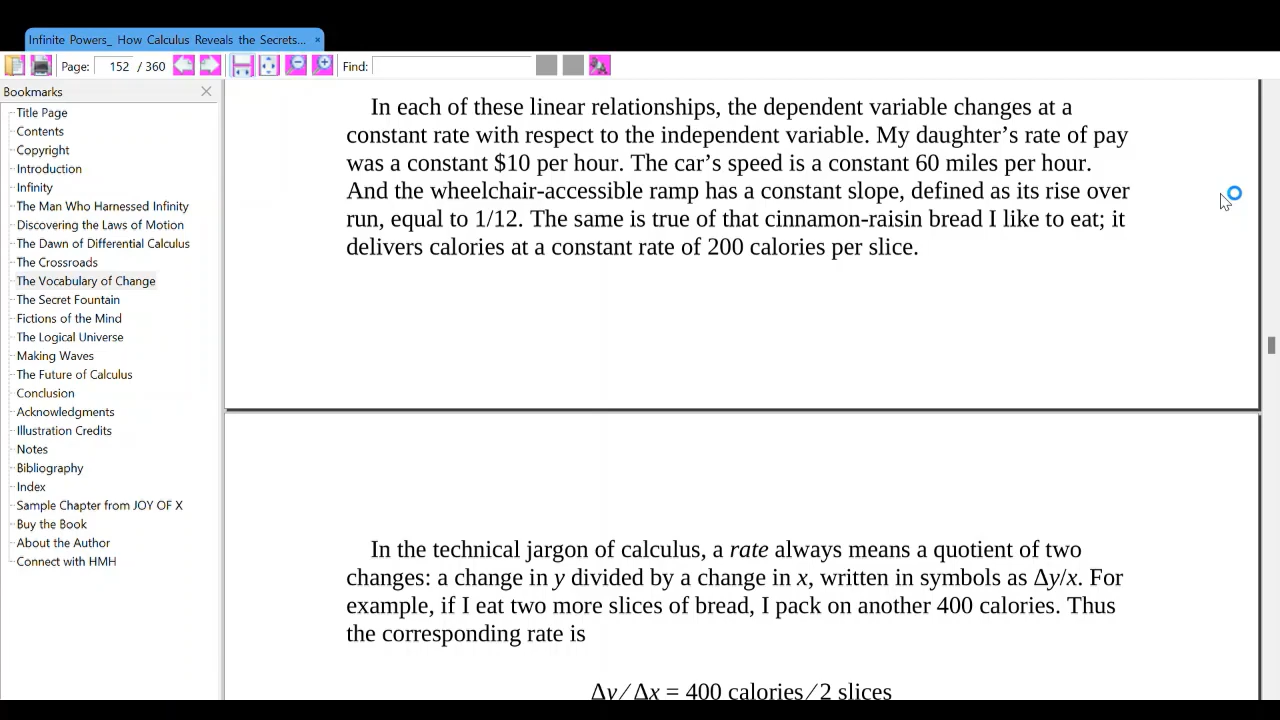 Infinite Powers_ How Calculus Reveals the Secrets... ×
Page: 152 / 360 Find:
Bookmarks
Title Page
Contents
Copyright
Introduction
Infinity
The Man Who Harnessed Infinity
Discovering the Laws of Motion
The Dawn of Differential Calculus
The Crossroads
The Vocabulary of Change
The Secret Fountain
Fictions of the Mind
The Logical Universe
Making Waves
The Future of Calculus
Conclusion
Acknowledgments
Illustration Credits
Notes
Bibliography
Index
Sample Chapter from JOY OF X
Buy the Book
About the Author
Connect with HMH
In each of these linear relationships, the dependent variable changes at a
constant rate with respect to the independent variable. My daughter’s rate of pay
was a constant $10 per hour. The car’s speed is a constant 60 miles per hour.
And the wheelchair-accessible ramp has a constant slope, defined as its rise over
run, equal to 1/12. The same is true of that cinnamon-raisin bread I like to eat; it
delivers calories at a constant rate of 200 calories per slice.
In the technical jargon of calculus, a rate always means a quotient of two
changes: a change in y divided by a change in x, written in symbols as Δy/x. For
example, if I eat two more slices of bread, I pack on another 400 calories. Thus
the corresponding rate is
Δy ∕ Δx = 400 calories ∕ 2 slices